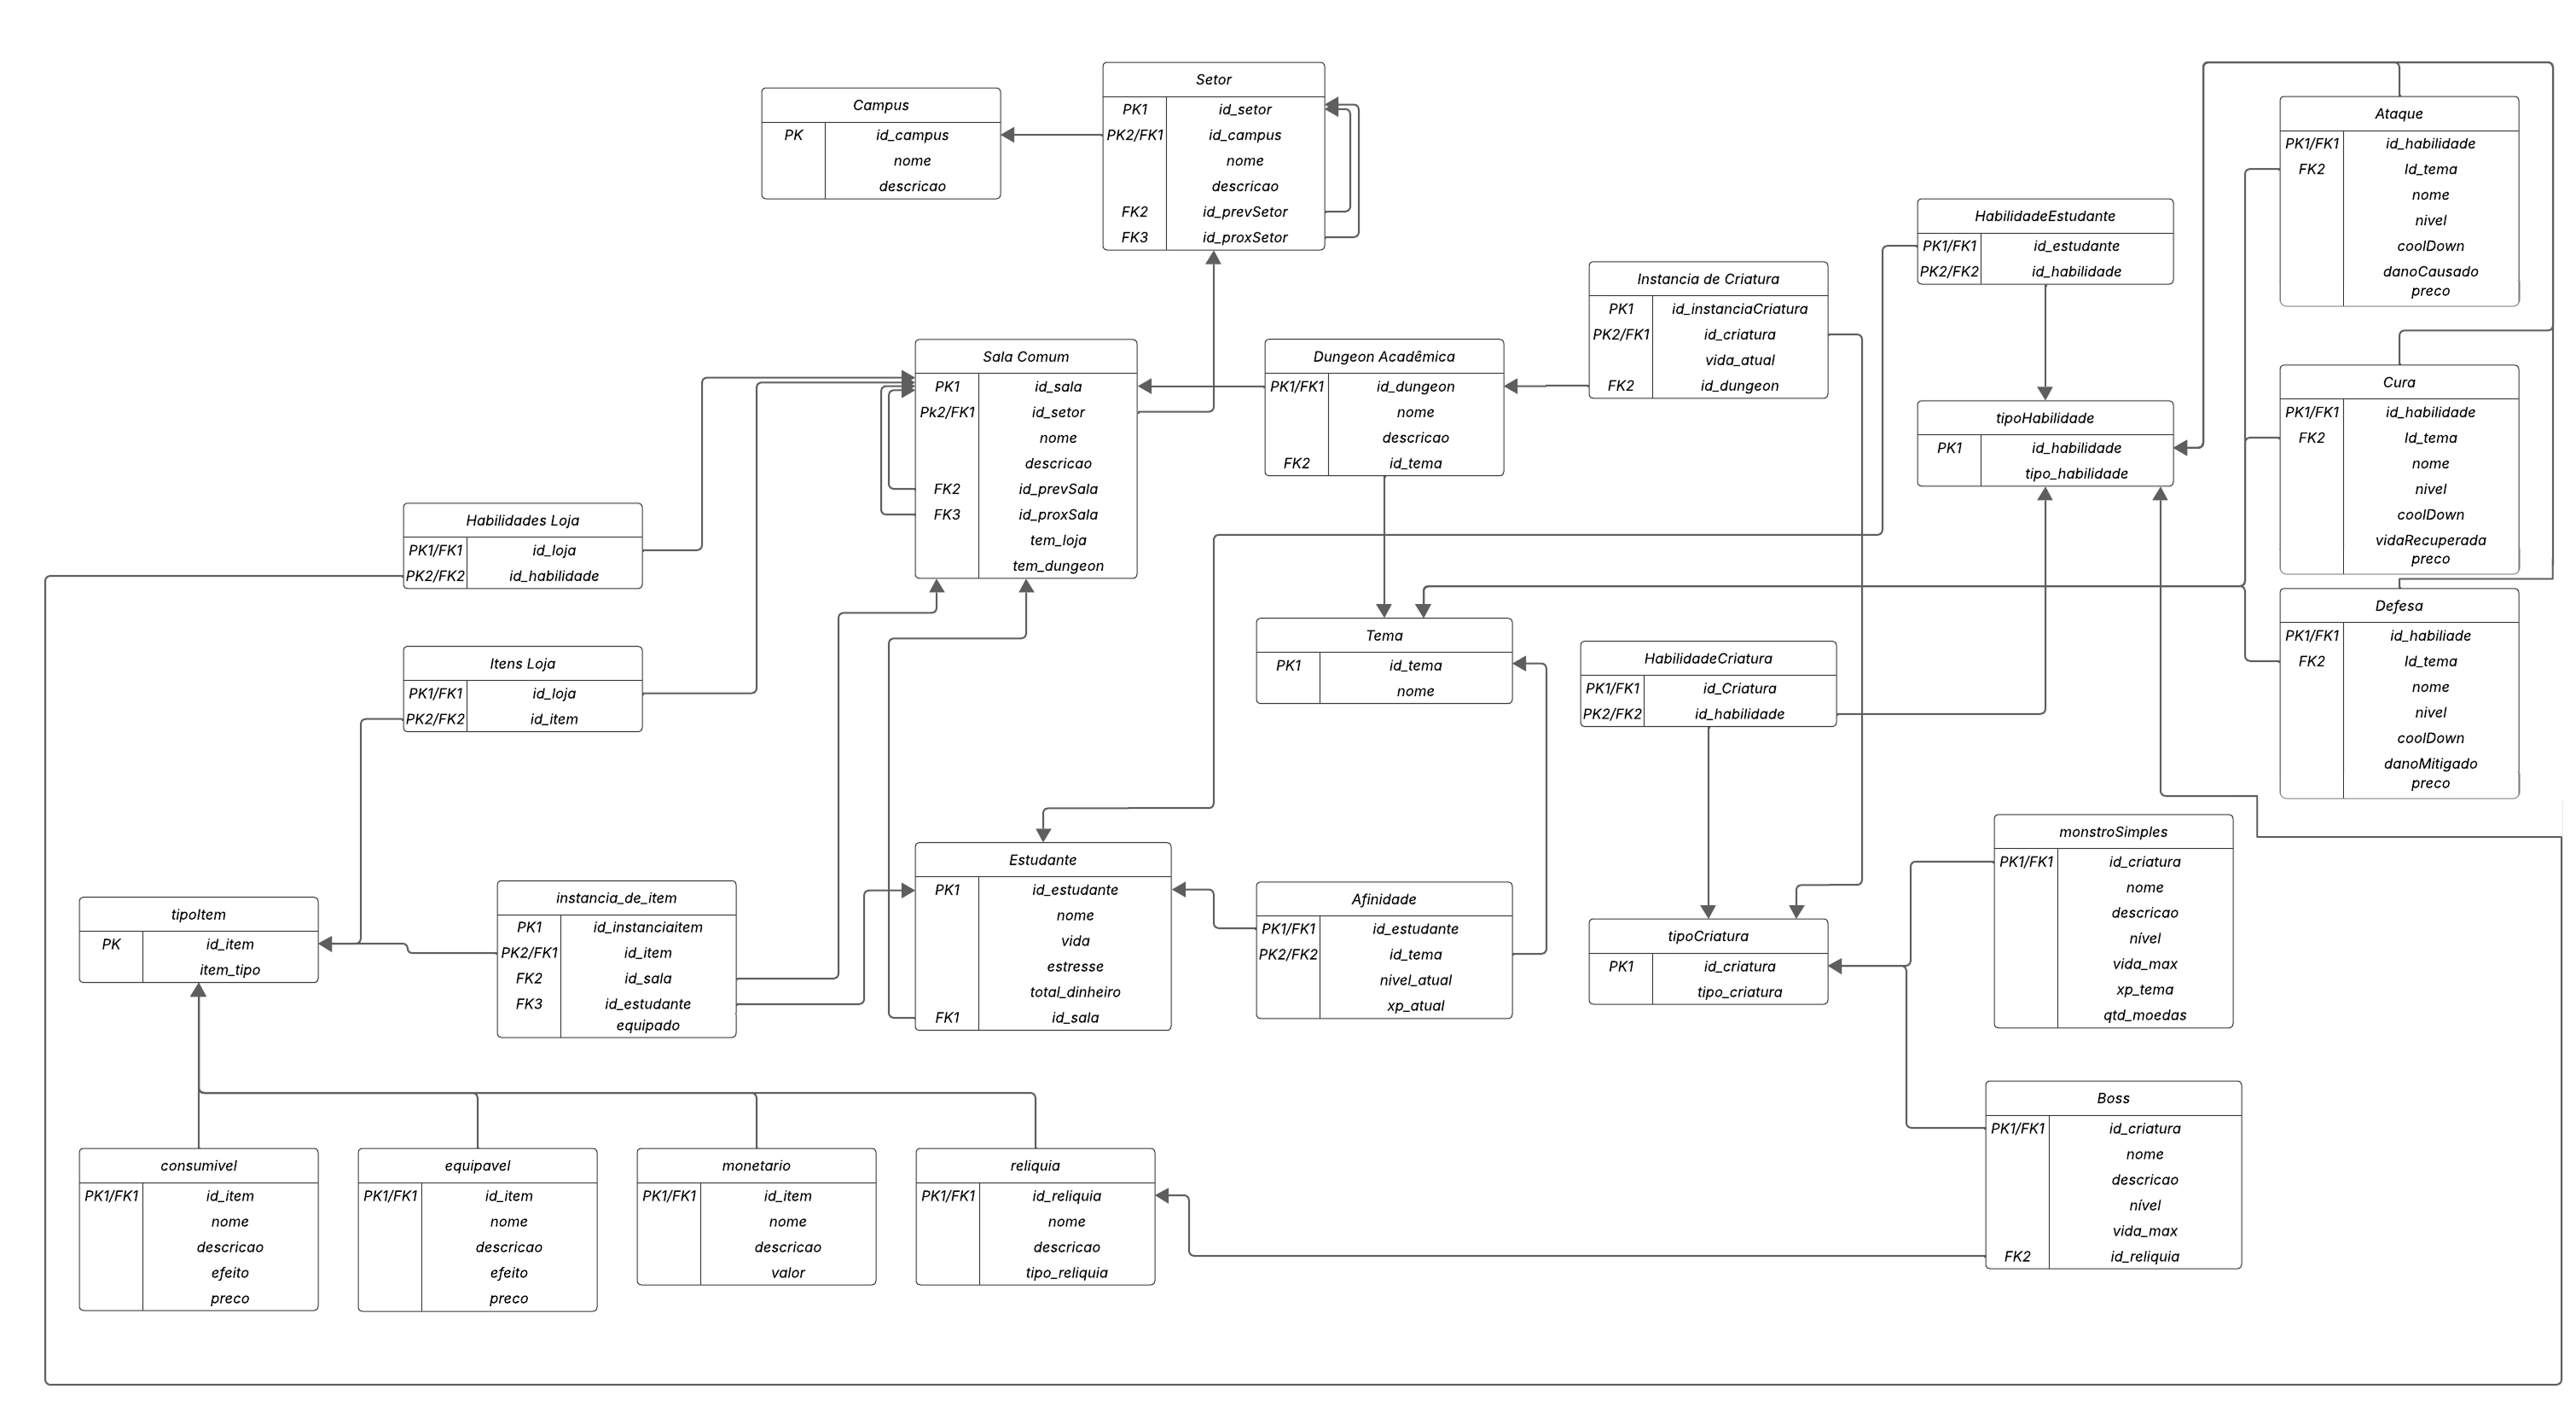 Campus
PK id_campus
nome
descricao
Setor
PK1 id_setor
PK2/FK1 id_campus
nome
descricao
FK2 id_prevSetor
FK3 id_proxSetor
Ataque
PK1/FK1 id_habilidade
FK2 Id_tema
nome
nivel
coolDown
danoCausado
preco
HabilidadeEstudante
PK1/FK1 id_estudante
PK2/FK2 id_habilidade
Instancia de Criatura
PK1 id_instanciaCriatura
PK2/FK1 id_criatura
vida_atual
FK2 id_dungeon
Sala Comum
PK1 id_sala
Pk2/FK1 id_setor
nome
descricao
FK2 id_prevSala
FK3 id_proxSala
tem_loja
tem_dungeon
Dungeon Acadêmica
PK1/FK1 id_dungeon
nome
descricao
FK2 id_tema
tipoHabilidade
PK1 id_habilidade
tipo_habilidade
Cura
PK1/FK1 id_habilidade
FK2 Id_tema
nome
nivel
coolDown
vidaRecuperada
preco
Habilidades Loja
PK1/FK1 id_loja
PK2/FK2 id_habilidade
Itens Loja
PK1/FK1 id_loja
PK2/FK2 id_item
Tema
PK1 id_tema
nome
HabilidadeCriatura
PK1/FK1 id_Criatura
PK2/FK2 id_habilidade
Defesa
PK1/FK1 id_habiliade
FK2 Id_tema
nome
nivel
coolDown
danoMitigado
preco
tipoItem
PK id_item
item_tipo
instancia_de_item
PK1 id_instanciaitem
PK2/FK1 id_item
FK2 id_sala
FK3 id_estudante
equipado
Estudante
PK1 id_estudante
nome
vida
estresse
total_dinheiro
FK1 id_sala
Afinidade
PK1/FK1 id_estudante
PK2/FK2 id_tema
nivel_atual
xp_atual
tipoCriatura
PK1 id_criatura
tipo_criatura
monstroSimples
PK1/FK1 id_criatura
nome
descricao
nível
vida_max
xp_tema
qtd_moedas
consumivel
PK1/FK1 id_item
nome
descricao
efeito
preco
equipavel
PK1/FK1 id_item
nome
descricao
efeito
preco
monetario
PK1/FK1 id_item
nome
descricao
valor
reliquia
PK1/FK1 id_reliquia
nome
descricao
tipo_reliquia
Boss
PK1/FK1 id_criatura
nome
descricao
nível
vida_max
FK2 id_reliquia